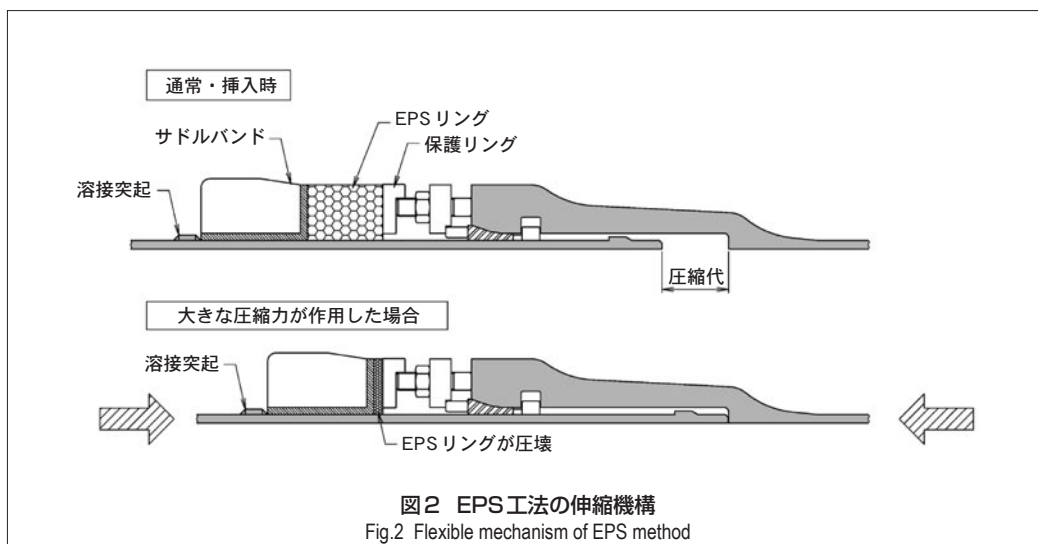 通常・挿入時
EPSリング
サドルバンド
保護リング
溶接突起
圧縮代
大きな圧縮力が作用した場合
溶接突起
EPSリングが圧壊
図2 EPS工法の伸縮機構
Fig.2 Flexible mechanism of EPS method